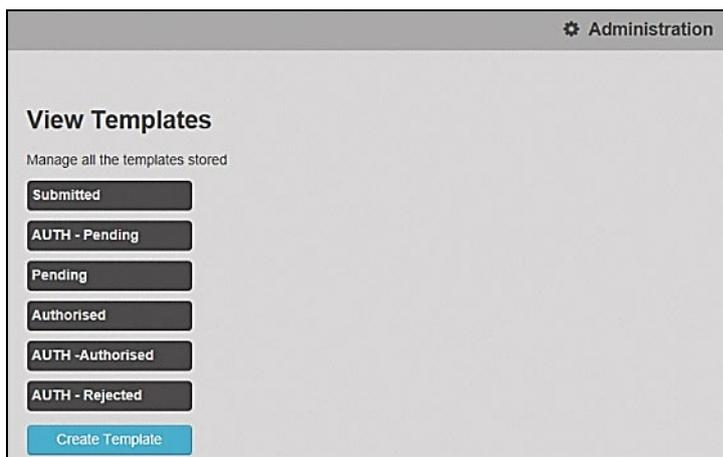 Administration
View Templates
Manage all the templates stored
Submitted
AUTH - Pending
Pending
Authorised
AUTH -Authorised
AUTH - Rejected
Create Template